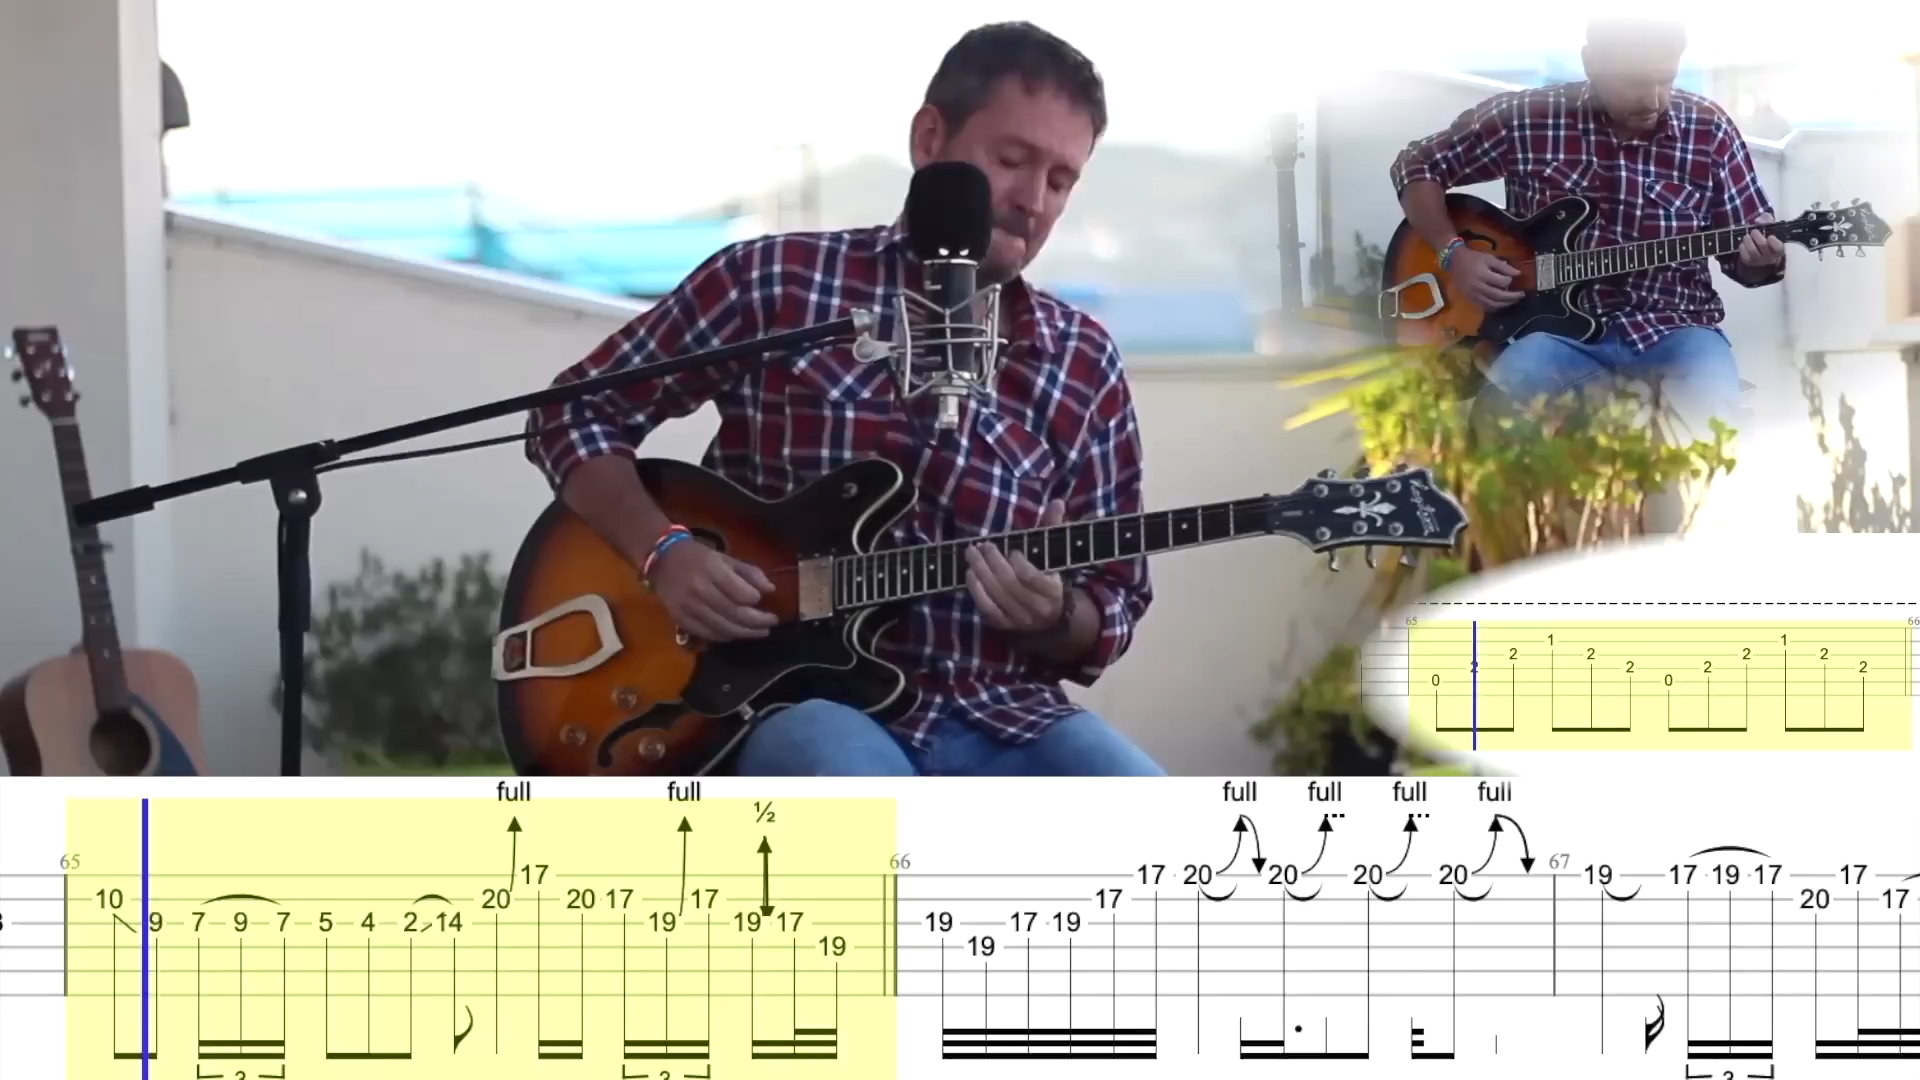 Hagstrom
65 66
1 1
2 2 2 2
2 2 2 2
0 0
full full ½ full full full full
65 66 67
17 17 20 20 20 20 19 17 19 17 17
10 20 20 17 17 17 20 17
9 7 9 7 5 4 2 14 19 19 17 19 17 19
19 19
3 3 3